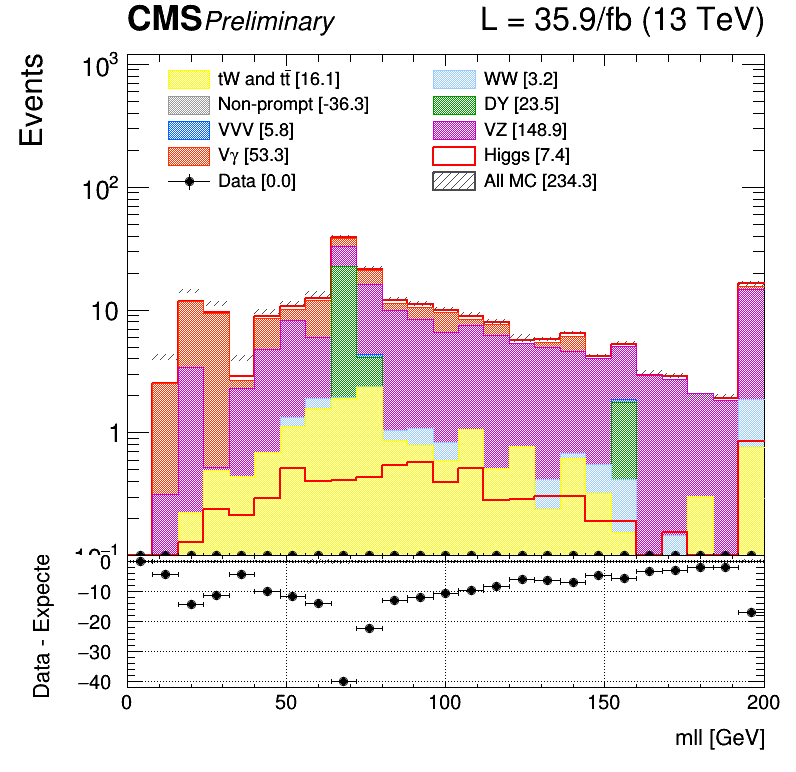 CMS Preliminary L = 35.9/fb (13 TeV)
Events
10³
10²
10
1
10⁻¹
tW and tt̄ [16.1]
Non-prompt [-36.3]
VVV [5.8]
Vγ [53.3]
Data [0.0]
WW [3.2]
DY [23.5]
VZ [148.9]
Higgs [7.4]
All MC [234.3]
Data - Expecte
0
−10
−20
−30
−40
0 50 100 150 200
mll [GeV]